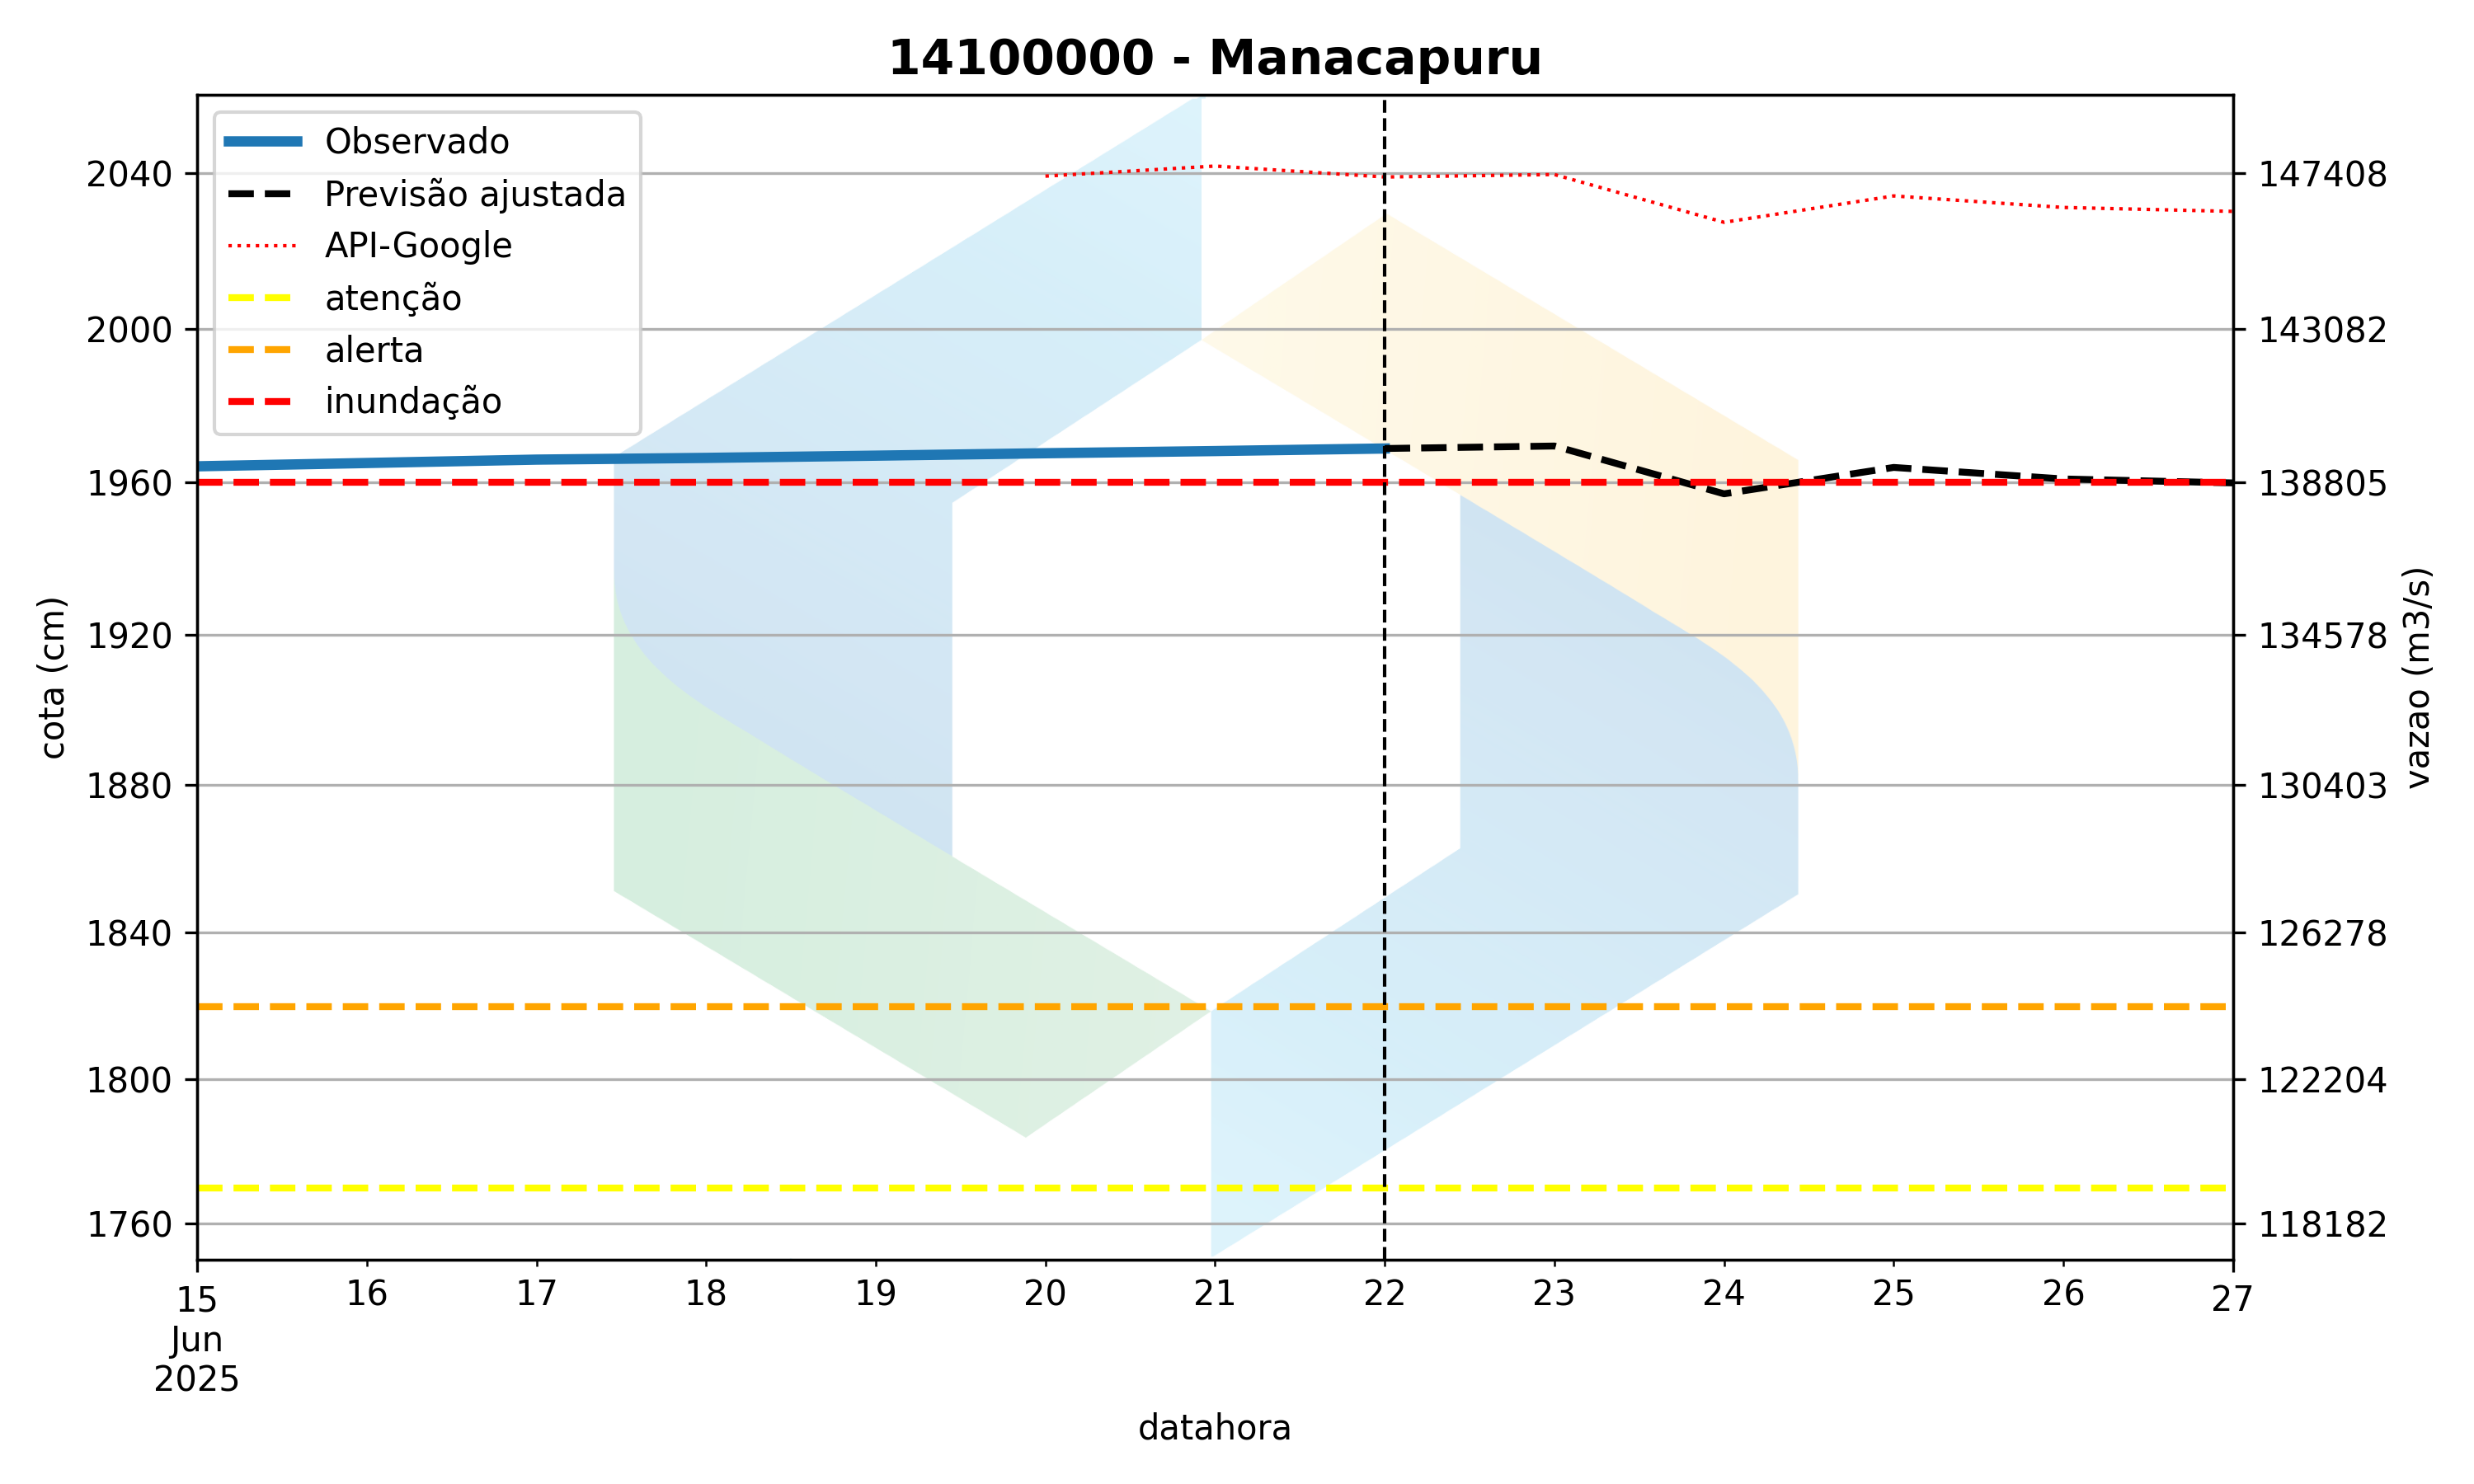 14100000 - Manacapuru
Observado
Previsão ajustada
API-Google
atenção
alerta
inundação
2040
2000
1960
1920
1880
1840
1800
1760
cota (cm)
147408
143082
138805
134578
130403
126278
122204
118182
vazao (m3/s)
15 16 17 18 19 20 21 22 23 24 25 26 27
Jun
2025
datahora